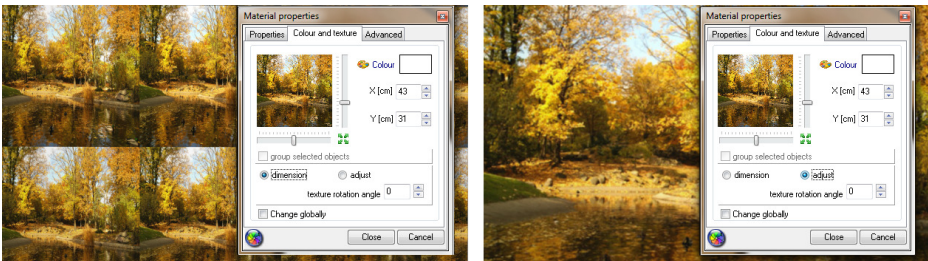 Material properties
Properties Colour and texture Advanced
Colour
X [cm] 43
Y [cm] 31
group selected objects
dimension adjust
texture rotation angle 0
Change globally
Close Cancel
Material properties
Properties Colour and texture Advanced
Colour
X [cm] 43
Y [cm] 31
group selected objects
dimension adjust
texture rotation angle 0
Change globally
Close Cancel